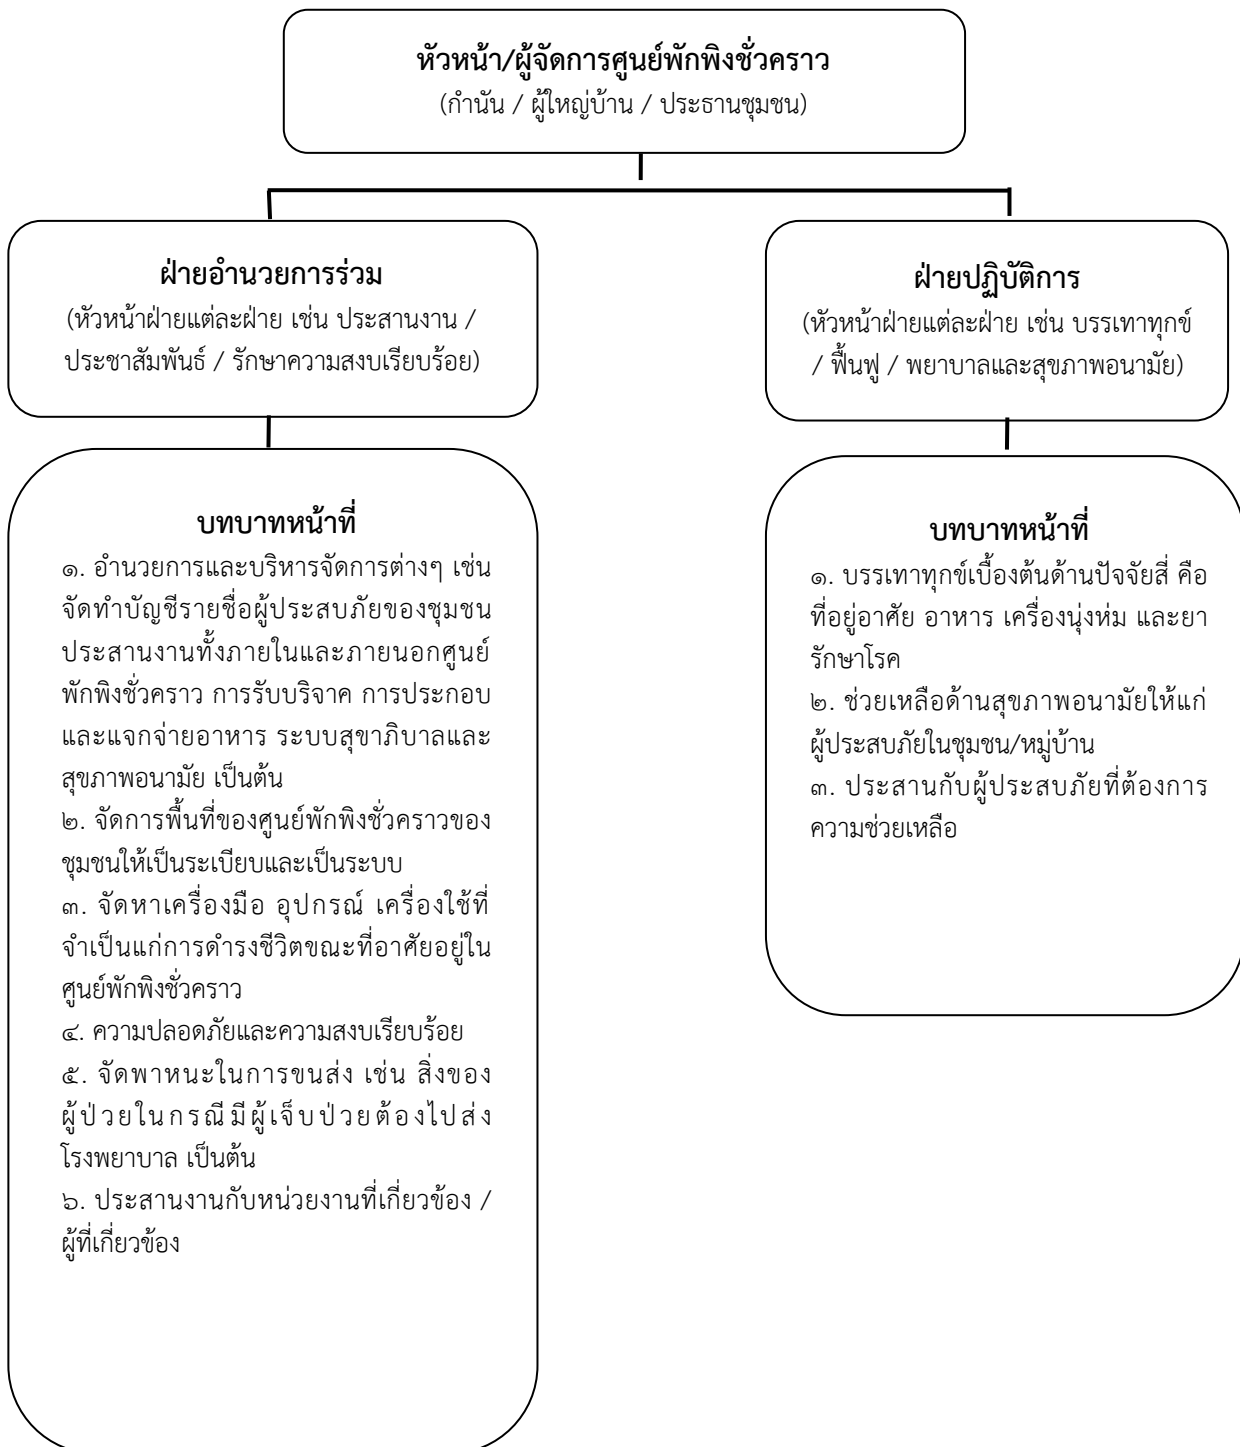 หัวหน้า/ผู้จัดการศูนย์พักพิงชั่วคราว
(กำนัน / ผู้ใหญ่บ้าน / ประธานชุมชน)
ฝ่ายอำนวยการร่วม
(หัวหน้าฝ่ายแต่ละฝ่าย เช่น ประสานงาน /
ประชาสัมพันธ์ / รักษาความสงบเรียบร้อย)
ฝ่ายปฏิบัติการ
(หัวหน้าฝ่ายแต่ละฝ่าย เช่น บรรเทาทุกข์
/ ฟื้นฟู / พยาบาลและสุขภาพอนามัย)
บทบาทหน้าที่
๑. อำนวยการและบริหารจัดการต่างๆ เช่น
จัดทำบัญชีรายชื่อผู้ประสบภัยของชุมชน
ประสานงานทั้งภายในและภายนอกศูนย์
พักพิงชั่วคราว การรับบริจาค การประกอบ
และแจกจ่ายอาหาร ระบบสุขาภิบาลและ
สุขภาพอนามัย เป็นต้น
๒. จัดการพื้นที่ของศูนย์พักพิงชั่วคราวของ
ชุมชนให้เป็นระเบียบและเป็นระบบ
๓. จัดหาเครื่องมือ อุปกรณ์ เครื่องใช้ที่
จำเป็นแก่การดำรงชีวิตขณะที่อาศัยอยู่ใน
ศูนย์พักพิงชั่วคราว
๔. ความปลอดภัยและความสงบเรียบร้อย
๕. จัดพาหนะในการขนส่ง เช่น สิ่งของ
ผู้ป่วยในกรณีมีผู้เจ็บป่วยต้องไปส่ง
โรงพยาบาล เป็นต้น
๖. ประสานงานกับหน่วยงานที่เกี่ยวข้อง /
ผู้ที่เกี่ยวข้อง
บทบาทหน้าที่
๑. บรรเทาทุกข์เบื้องต้นด้านปัจจัยสี่ คือ
ที่อยู่อาศัย อาหาร เครื่องนุ่งห่ม และยา
รักษาโรค
๒. ช่วยเหลือด้านสุขภาพอนามัยให้แก่
ผู้ประสบภัยในชุมชน/หมู่บ้าน
๓. ประสานกับผู้ประสบภัยที่ต้องการ
ความช่วยเหลือ